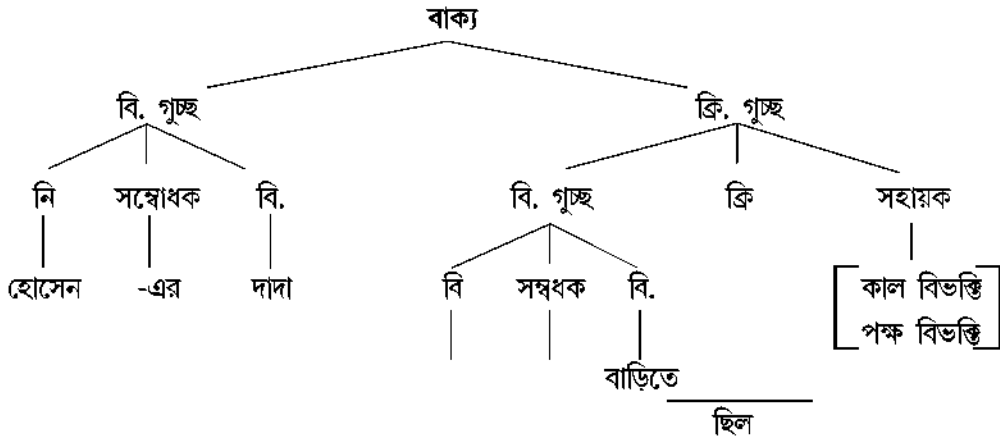 বাক্য
বি. গুচ্ছ ক্রি. গুচ্ছ
নি সম্বোধক বি. বি. গুচ্ছ ক্রি সহায়ক
হোসেন -এর দাদা বি সম্বধক বি. কাল বিভক্তি
পক্ষ বিভক্তি
বাড়িতে
ছিল